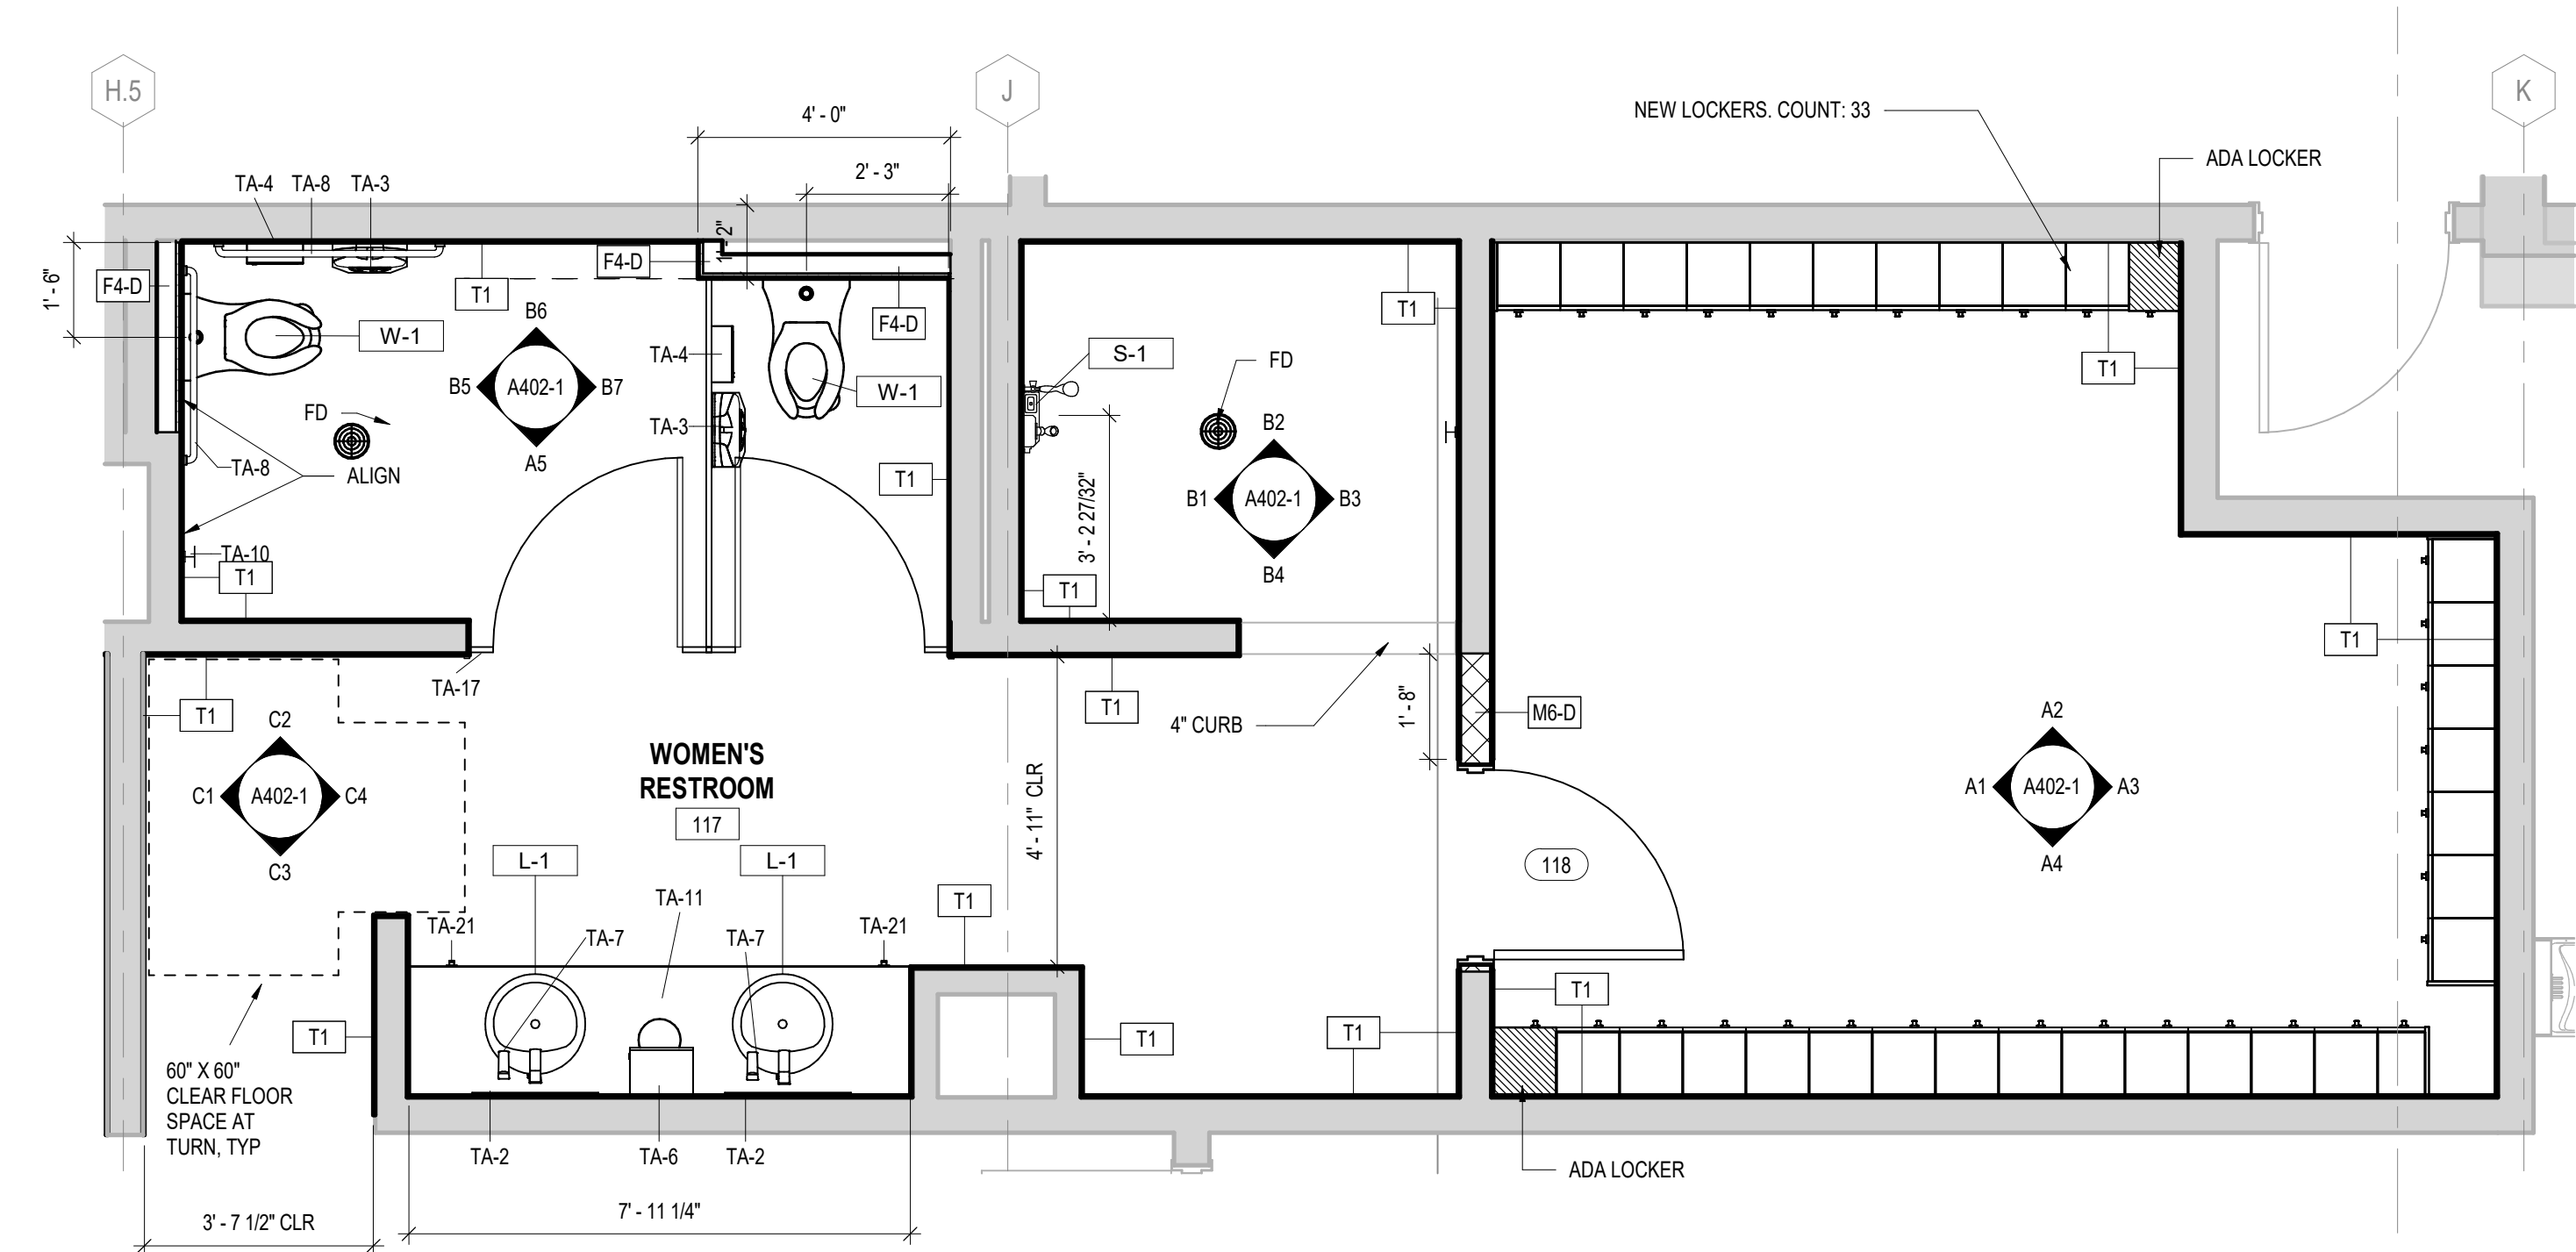 H.5
J
K
4' - 0"
NEW LOCKERS. COUNT: 33
ADA LOCKER
2' - 3"
TA-4
TA-8
TA-3
1' - 2"
F4-D
F4-D
1' - 6"
T1
T1
B6
F4-D
W-1
TA-4
S-1
FD
T1
B5
A402-1
B7
W-1
FD
TA-3
B2
A5
TA-8
ALIGN
T1
3' - 2 27/32"
B1
A402-1
B3
TA-10
T1
B4
T1
T1
TA-17
T1
T1
1' - 8"
M6-D
C2
4" CURB
A2
WOMEN'S
RESTROOM
C1
A402-1
C4
A1
A402-1
A3
117
4' - 11" CLR
C3
L-1
L-1
118
A4
TA-11
T1
TA-21
TA-7
TA-7
TA-21
T1
T1
T1
T1
60" X 60"
CLEAR FLOOR
SPACE AT
TURN, TYP
TA-2
TA-6
TA-2
ADA LOCKER
3' - 7 1/2" CLR
7' - 11 1/4"